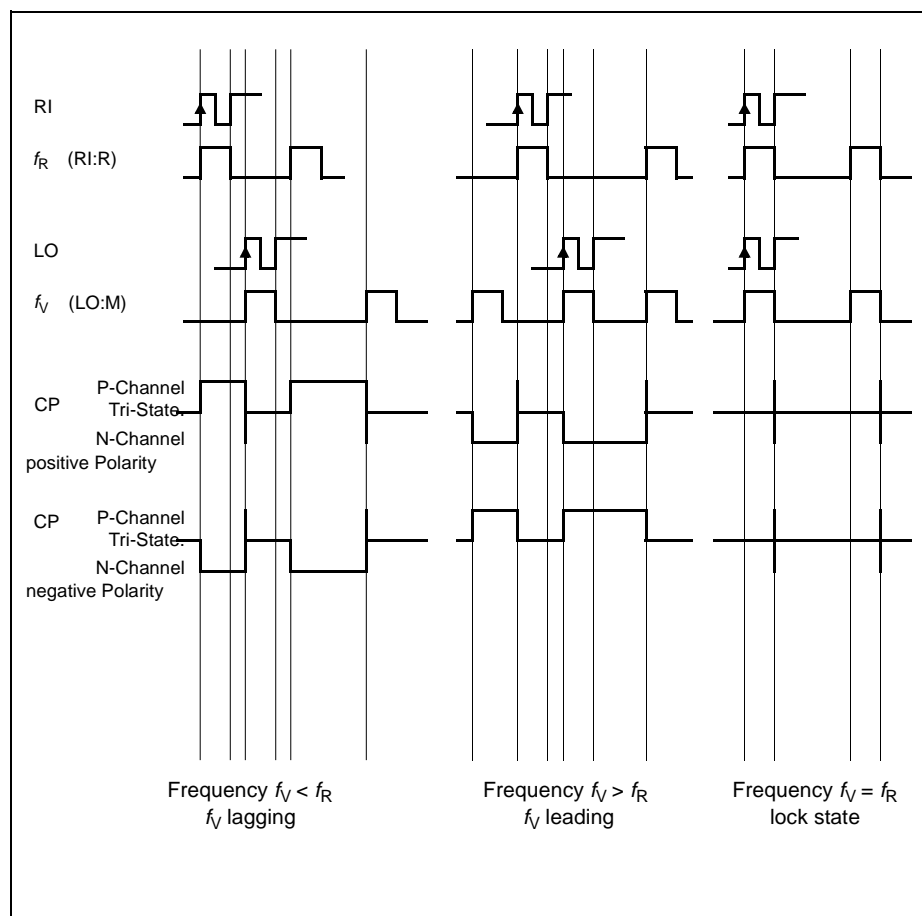 RI
fR (RI:R)
LO
fV (LO:M)
P-Channel
CP Tri-State.
N-Channel
positive Polarity
P-Channel
CP Tri-State.
N-Channel
negative Polarity
Frequency fV < fR
fV lagging
Frequency fV > fR
fV leading
Frequency fV = fR
lock state